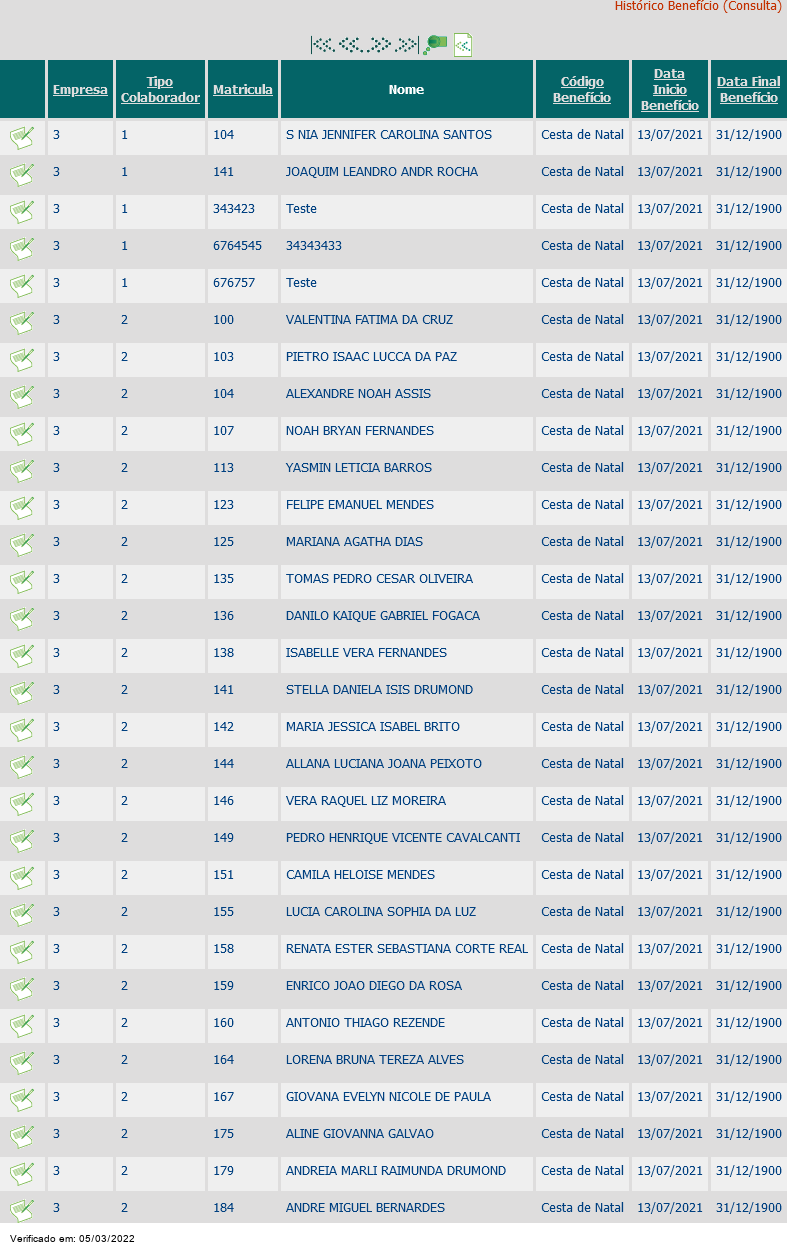 Histórico Benefício (Consulta)
Empresa Tipo Colaborador Matricula Nome Código Benefício Data Inicio Benefício Data Final Benefício
3 1 104 S NIA JENNIFER CAROLINA SANTOS Cesta de Natal 13/07/2021 31/12/1900
3 1 141 JOAQUIM LEANDRO ANDR ROCHA Cesta de Natal 13/07/2021 31/12/1900
3 1 343423 Teste Cesta de Natal 13/07/2021 31/12/1900
3 1 6764545 34343433 Cesta de Natal 13/07/2021 31/12/1900
3 1 676757 Teste Cesta de Natal 13/07/2021 31/12/1900
3 2 100 VALENTINA FATIMA DA CRUZ Cesta de Natal 13/07/2021 31/12/1900
3 2 103 PIETRO ISAAC LUCCA DA PAZ Cesta de Natal 13/07/2021 31/12/1900
3 2 104 ALEXANDRE NOAH ASSIS Cesta de Natal 13/07/2021 31/12/1900
3 2 107 NOAH BRYAN FERNANDES Cesta de Natal 13/07/2021 31/12/1900
3 2 113 YASMIN LETICIA BARROS Cesta de Natal 13/07/2021 31/12/1900
3 2 123 FELIPE EMANUEL MENDES Cesta de Natal 13/07/2021 31/12/1900
3 2 125 MARIANA AGATHA DIAS Cesta de Natal 13/07/2021 31/12/1900
3 2 135 TOMAS PEDRO CESAR OLIVEIRA Cesta de Natal 13/07/2021 31/12/1900
3 2 136 DANILO KAIQUE GABRIEL FOGACA Cesta de Natal 13/07/2021 31/12/1900
3 2 138 ISABELLE VERA FERNANDES Cesta de Natal 13/07/2021 31/12/1900
3 2 141 STELLA DANIELA ISIS DRUMOND Cesta de Natal 13/07/2021 31/12/1900
3 2 142 MARIA JESSICA ISABEL BRITO Cesta de Natal 13/07/2021 31/12/1900
3 2 144 ALLANA LUCIANA JOANA PEIXOTO Cesta de Natal 13/07/2021 31/12/1900
3 2 146 VERA RAQUEL LIZ MOREIRA Cesta de Natal 13/07/2021 31/12/1900
3 2 149 PEDRO HENRIQUE VICENTE CAVALCANTI Cesta de Natal 13/07/2021 31/12/1900
3 2 151 CAMILA HELOISE MENDES Cesta de Natal 13/07/2021 31/12/1900
3 2 155 LUCIA CAROLINA SOPHIA DA LUZ Cesta de Natal 13/07/2021 31/12/1900
3 2 158 RENATA ESTER SEBASTIANA CORTE REAL Cesta de Natal 13/07/2021 31/12/1900
3 2 159 ENRICO JOAO DIEGO DA ROSA Cesta de Natal 13/07/2021 31/12/1900
3 2 160 ANTONIO THIAGO REZENDE Cesta de Natal 13/07/2021 31/12/1900
3 2 164 LORENA BRUNA TEREZA ALVES Cesta de Natal 13/07/2021 31/12/1900
3 2 167 GIOVANA EVELYN NICOLE DE PAULA Cesta de Natal 13/07/2021 31/12/1900
3 2 175 ALINE GIOVANNA GALVAO Cesta de Natal 13/07/2021 31/12/1900
3 2 179 ANDREIA MARLI RAIMUNDA DRUMOND Cesta de Natal 13/07/2021 31/12/1900
3 2 184 ANDRE MIGUEL BERNARDES Cesta de Natal 13/07/2021 31/12/1900
Verificado em: 05/03/2022